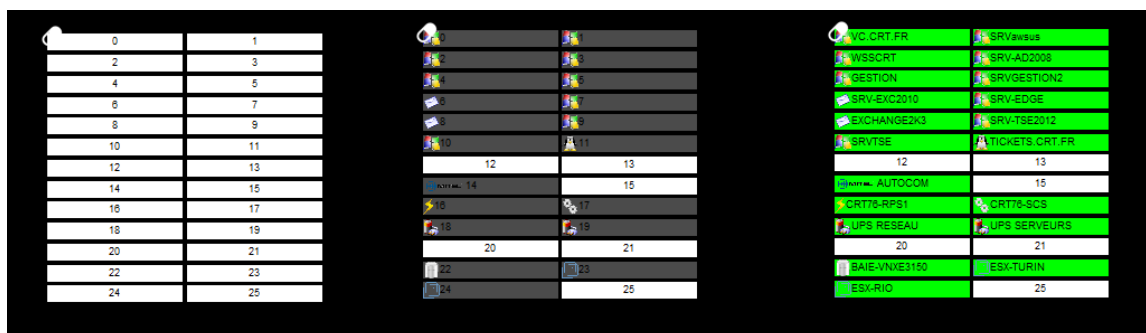 0 1
2 3
4 5
6 7
8 9
10 11
12 13
14 15
16 17
18 19
20 21
22 23
24 25
0 1
2 3
4 5
6 7
8 9
10 11
12 13
MITEL 14 15
16 17
18 19
20 21
22 23
24 25
VC.CRT.FR SRVawsus
WSSCRT SRV-AD2008
GESTION SRVGESTION2
SRV-EXC2010 SRV-EDGE
EXCHANGE2K3 SRV-TSE2012
SRVTSE TICKETS.CRT.FR
12 13
MITEL AUTOCOM 15
CRT76-RPS1 CRT76-SCS
UPS RESEAU UPS SERVEURS
20 21
BAIE-VNXE3150 ESX-TURIN
ESX-RIO 25